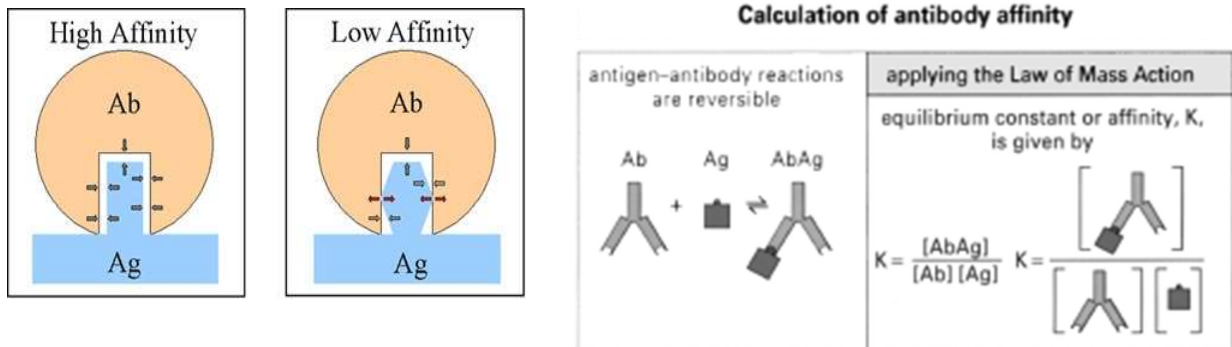 High Affinity
Ab
Ag
Low Affinity
Ab
Ag
Calculation of antibody affinity
antigen–antibody reactions
are reversible
Ab Ag AbAg
+ ⇌
applying the Law of Mass Action
equilibrium constant or affinity, K,
is given by
K = [AbAg] / [Ab] [Ag] K =